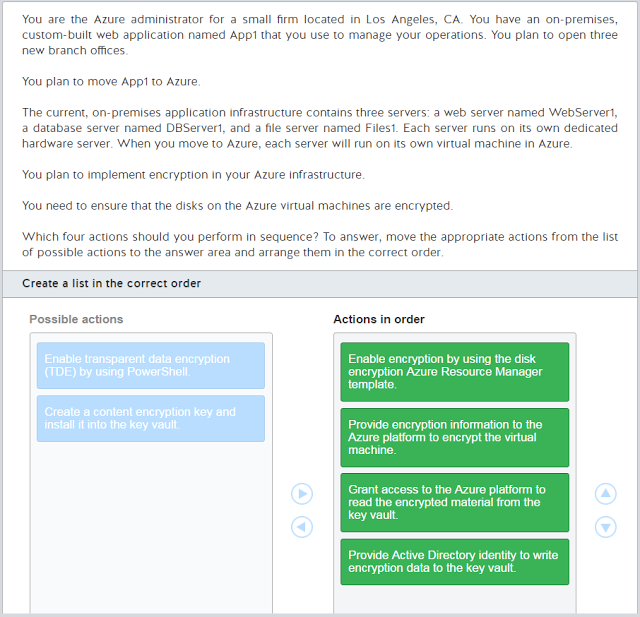 You are the Azure administrator for a small firm located in Los Angeles, CA. You have an on-premises,
custom-built web application named App1 that you use to manage your operations. You plan to open three
new branch offices.
You plan to move App1 to Azure.
The current, on-premises application infrastructure contains three servers: a web server named WebServer1,
a database server named DBServer1, and a file server named Files1. Each server runs on its own dedicated
hardware server. When you move to Azure, each server will run on its own virtual machine in Azure.
You plan to implement encryption in your Azure infrastructure.
You need to ensure that the disks on the Azure virtual machines are encrypted.
Which four actions should you perform in sequence? To answer, move the appropriate actions from the list
of possible actions to the answer area and arrange them in the correct order.
Create a list in the correct order
Possible actions
Enable transparent data encryption
(TDE) by using PowerShell.
Create a content encryption key and
install it into the key vault.
Actions in order
Enable encryption by using the disk
encryption Azure Resource Manager
template.
Provide encryption information to the
Azure platform to encrypt the virtual
machine.
Grant access to the Azure platform to
read the encrypted material from the
key vault.
Provide Active Directory identity to write
encryption data to the key vault.